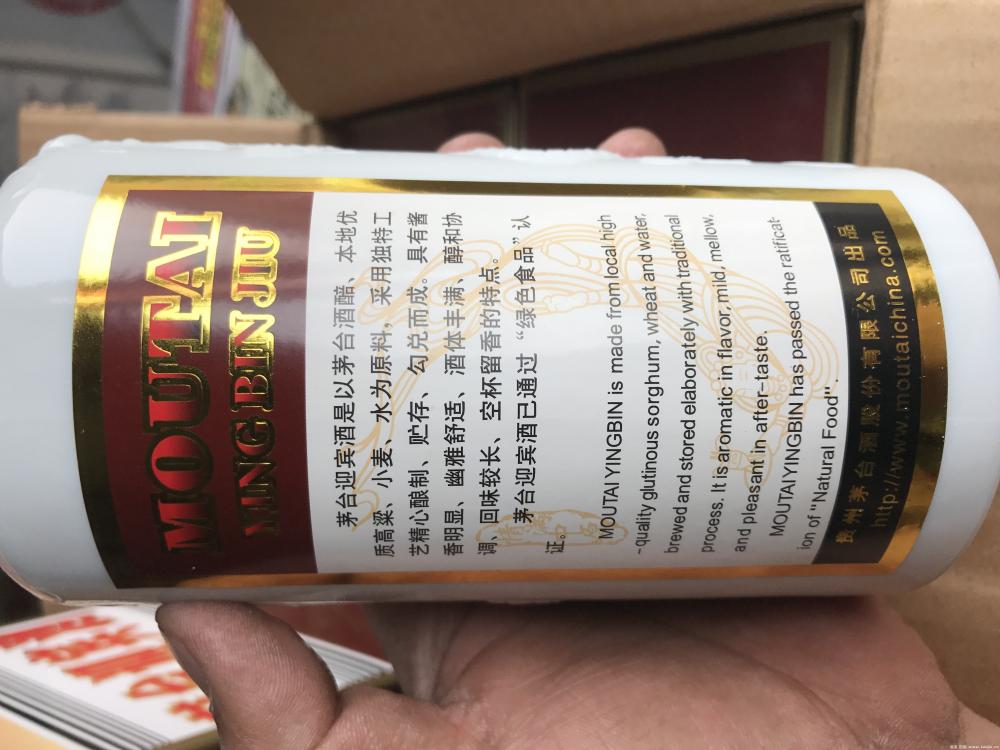 MOUTAI
YINGBIN JIU
茅台迎宾酒是以茅台酒醅、本地优
质高粱、小麦、水为原料，采用独特工
艺精心酿制、贮存、勾兑而成。具有酱
香明显、幽雅舒适、酒体丰满、醇和协
调、回味较长、空杯留香的特点。
茅台迎宾酒已通过“绿色食品”认
证。
MOUTAI YINGBIN is made from local high
-quality glutinous sorghum, wheat and water,
brewed and stored elaborately with traditional
process. It is aromatic in flavor, mild, mellow,
and pleasant in after-taste.
MOUTAI YINGBIN has passed the ratificat-
ion of "Natural Food".
贵州茅台酒股份有限公司出品
http://www.moutaichina.com